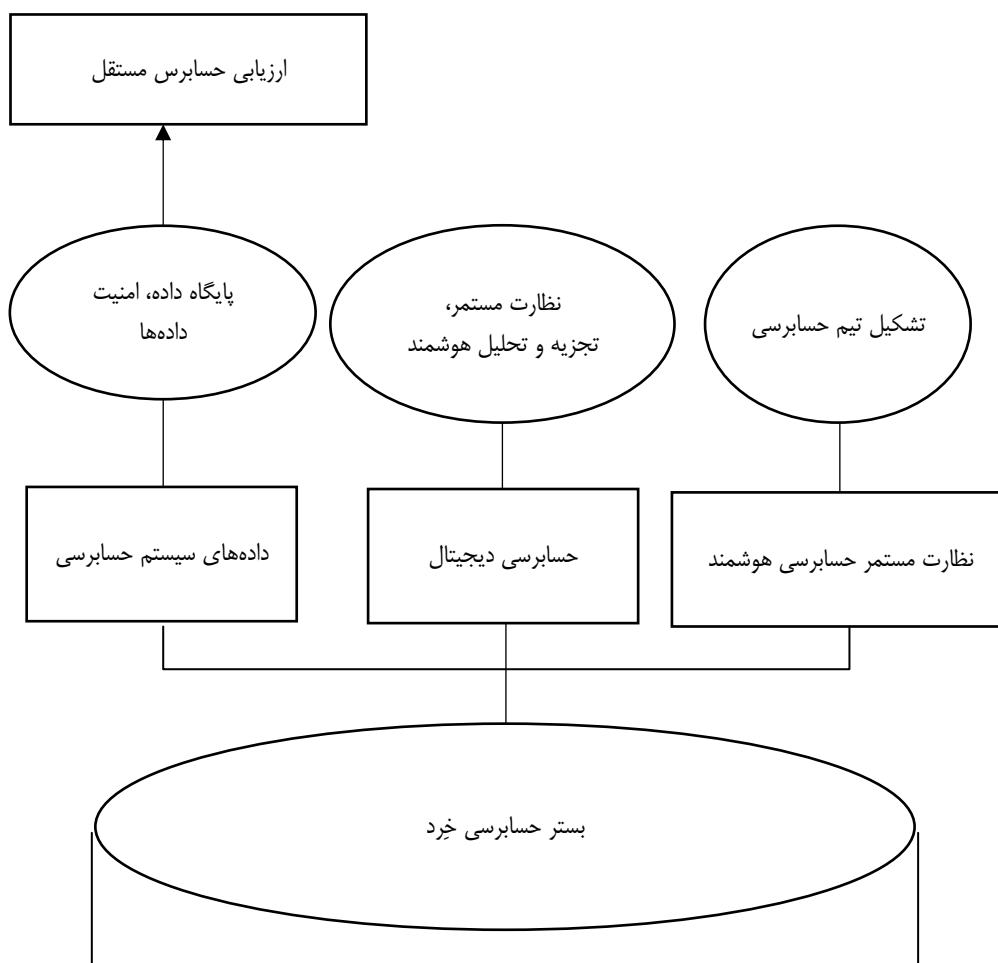 ارزیابی حسابرس مستقل
تشکیل تیم حسابرسی
نظارت مستمر،
تجزیه و تحلیل هوشمند
پایگاه داده، امنیت
داده‌ها
نظارت مستمر حسابرسی هوشمند
حسابرسی دیجیتال
داده‌های سیستم حسابرسی
بستر حسابرسی خِرد